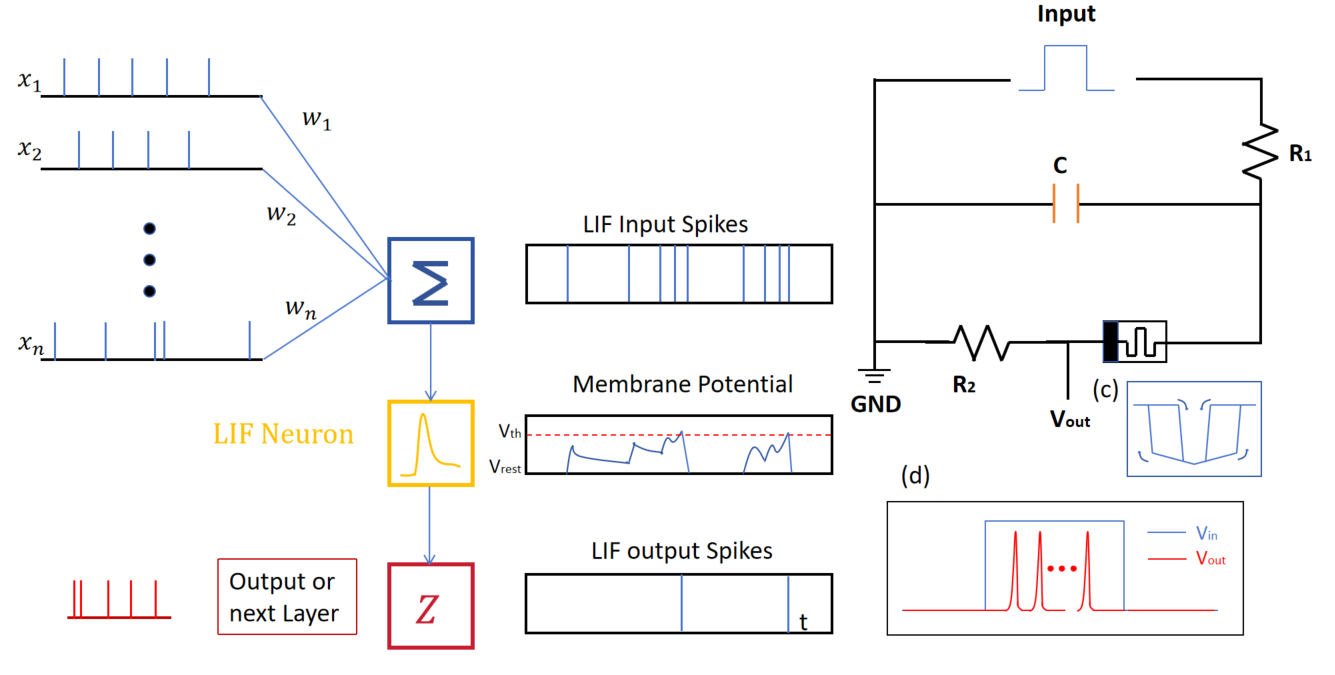 x₁
w₁
x₂
w₂
xₙ
wₙ
Σ
LIF Neuron
Z
Output or
next Layer
LIF Input Spikes
Membrane Potential
Vth
Vrest
LIF output Spikes
t
Input
R₁
C
R₂
GND
Vout
(c)
(d)
Vin
Vout